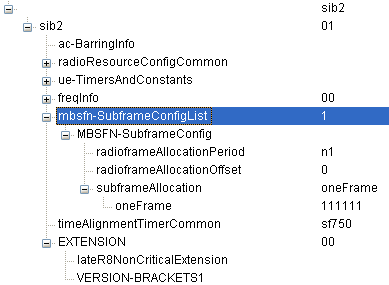 sib2
sib2 01
ac-BarringInfo
radioResourceConfigCommon
ue-TimersAndConstants
freqInfo 00
mbsfn-SubframeConfigList 1
MBSFN-SubframeConfig
radioframeAllocationPeriod n1
radioframeAllocationOffset 0
subframeAllocation oneFrame
oneFrame 111111
timeAlignmentTimerCommon sf750
EXTENSION 00
lateR8NonCriticalExtension
VERSION-BRACKETS1